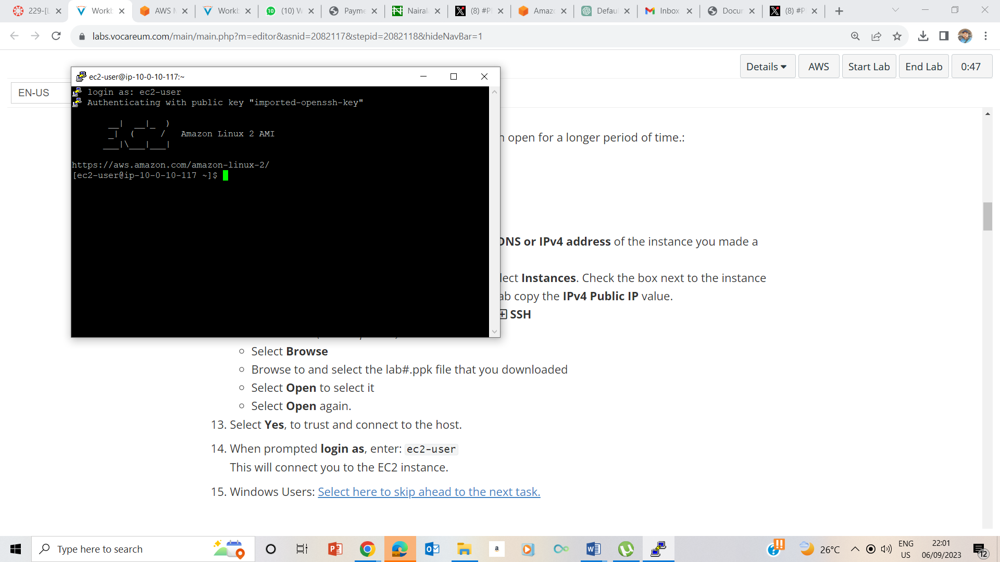 229-[L
Workb
AWS M
Workb
(10) W
Payme
Nairala
(8) #P
Amazo
Defaul
Inbox
Docum
(8) #P
labs.vocareum.com/main/main.php?m=editor&asnid=2082117&stepid=2082118&hideNavBar=1
Details
AWS
Start Lab
End Lab
0:47
EN-US
ec2-user@ip-10-0-10-117:~
login as: ec2-user
Authenticating with public key "imported-openssh-key"
__|  __|_  )
_|  (     /   Amazon Linux 2 AMI
___|\___|___|
https://aws.amazon.com/amazon-linux-2/
[ec2-user@ip-10-0-10-117 ~]$
open for a longer period of time.:
DNS or IPv4 address of the instance you made a
lect Instances. Check the box next to the instance
ab copy the IPv4 Public IP value.
SSH
Select Browse
Browse to and select the lab#.ppk file that you downloaded
Select Open to select it
Select Open again.
13. Select Yes, to trust and connect to the host.
14. When prompted login as, enter: ec2-user
This will connect you to the EC2 instance.
15. Windows Users: Select here to skip ahead to the next task.
Type here to search
26°C
ENG
US
22:01
06/09/2023
12